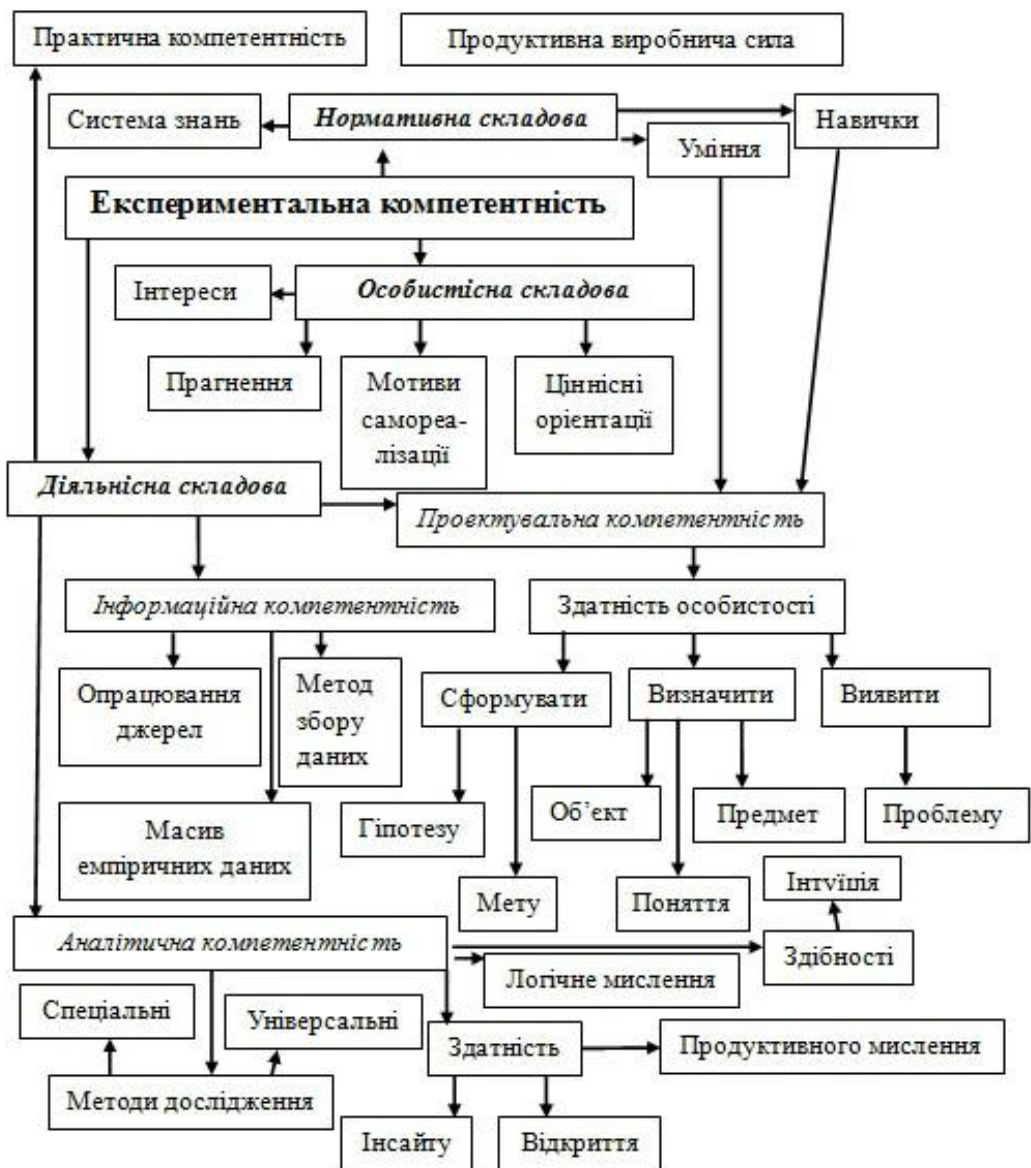 Практична компетентність
Продуктивна виробнича сила
Система знань
Нормативна складова
Уміння
Навички
Експериментальна компетентність
Інтереси
Особистісна складова
Прагнення
Мотиви
самореа-
лізації
Ціннісні
орієнтації
Діяльнісна складова
Проектувальна компетентність
Інформаційна компетентність
Здатність особистості
Опрацювання
джерел
Метод
збору
даних
Сформувати
Визначити
Виявити
Масив
емпіричних даних
Гіпотезу
Об’єкт
Предмет
Проблему
Мету
Поняття
Інтуїція
Аналітична компетентність
Логічне мислення
Здібності
Спеціальні
Універсальні
Здатність
Продуктивного мислення
Методи дослідження
Інсайту
Відкриття